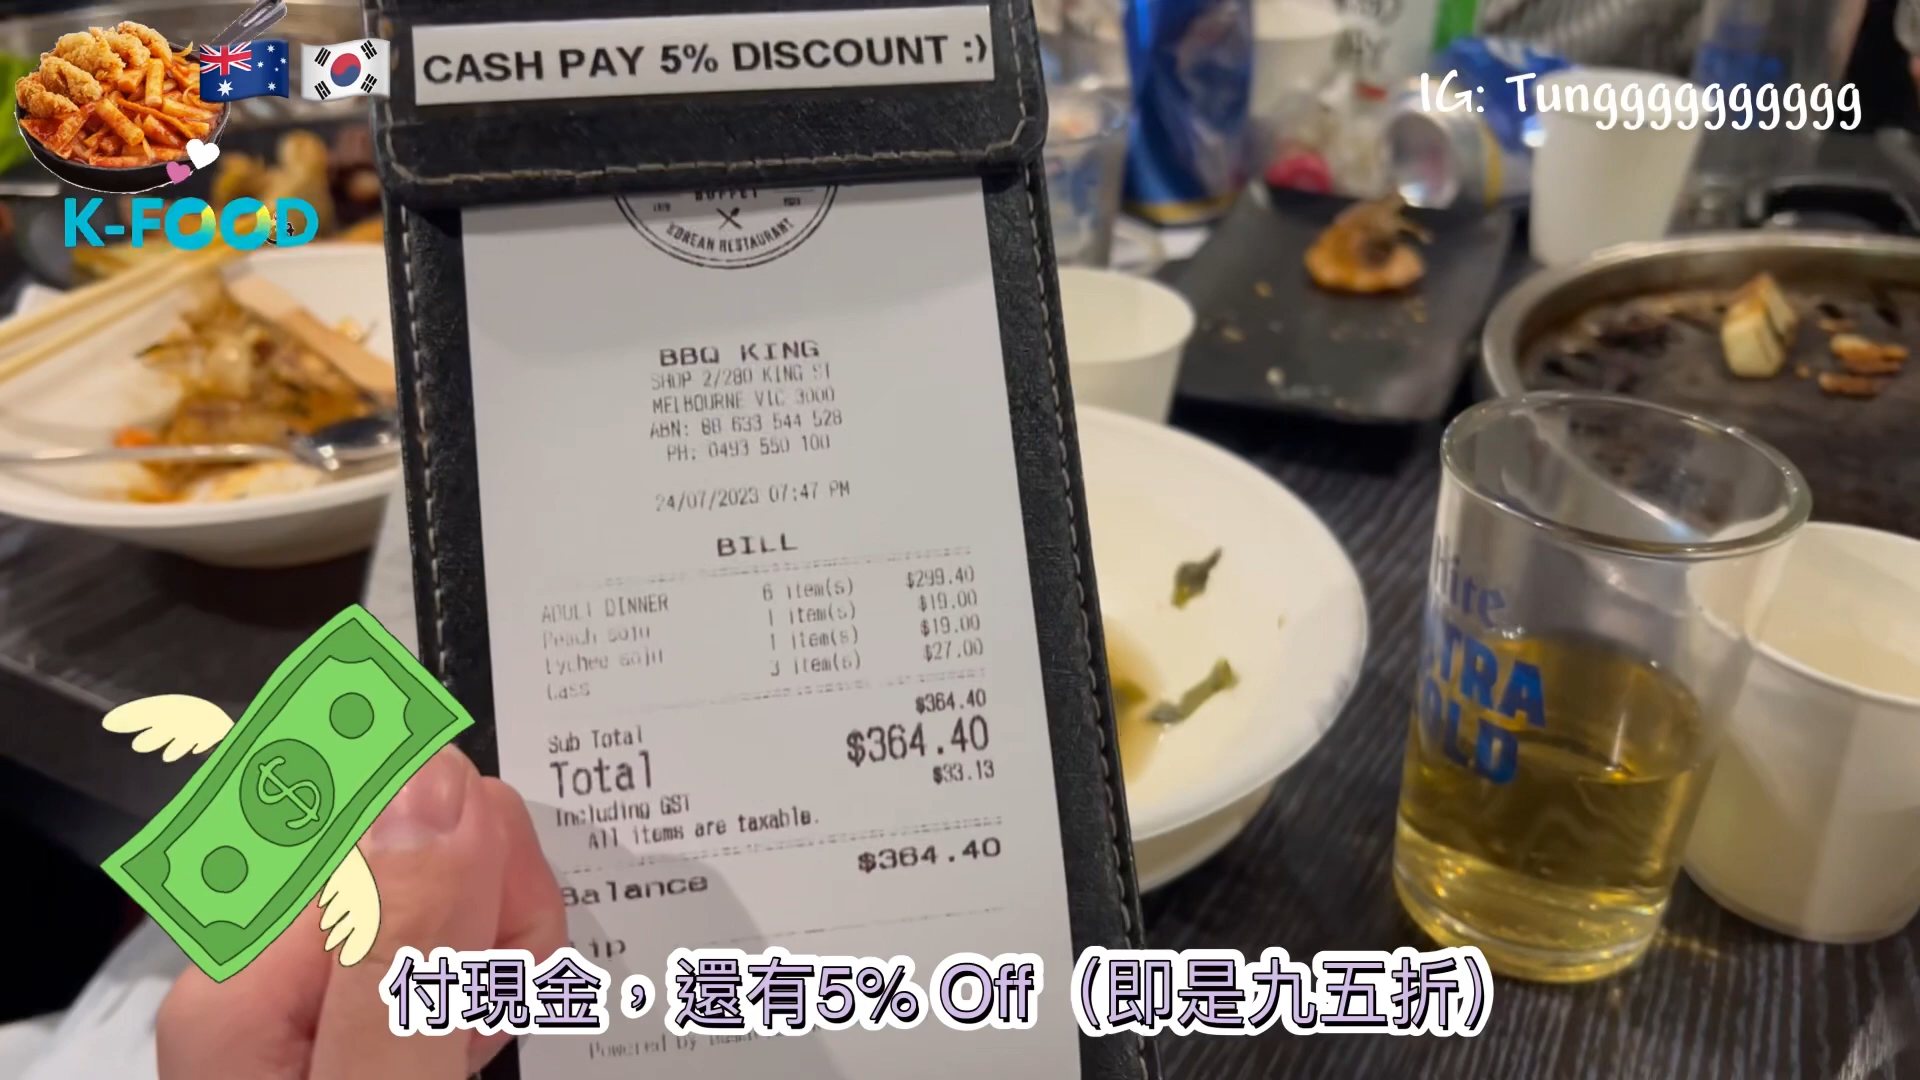 CASH PAY 5% DISCOUNT :)
IG: Tunggggggggggg
K-FOOD
BUFFET
KOREAN RESTAURANT
BBQ KING
SHOP 2/280 KING ST
MELBOURNE VIC 3000
ABN: 88 633 544 528
PH: 0493 550 100
24/07/2023 07:47 PM
BILL
ADULT DINNER 6 item(s) $299.40
Peach soju 1 item(s) $19.00
Lychee soju 1 item(s) $19.00
Cass 3 item(s) $27.00
Sub Total $364.40
Total $364.40
Including GST $33.13
All items are taxable.
Balance $364.40
Tip
Powered by
付現金，還有5% Off（即是九五折）